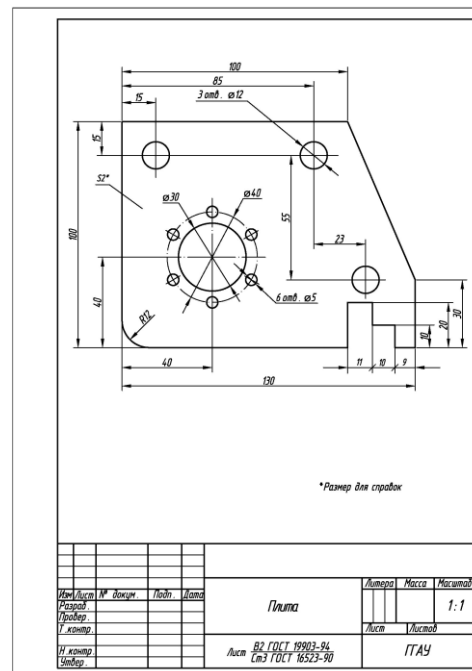 100
85
15
3 отв. ⌀12
15
S2*
⌀30
⌀40
100
55
23
40
6 отв. ⌀5
R12
10
20
30
40
11
10
9
130
*Размер для справок
Изм Лист № докум. Подп. Дата
Разраб.
Провер.
Т.контр.
Н.контр.
Утвер.
Плита
Литера Масса Масштаб
1:1
Лист Листов
Лист В2 ГОСТ 19903-94
Ст3 ГОСТ 16523-90
ГГАУ